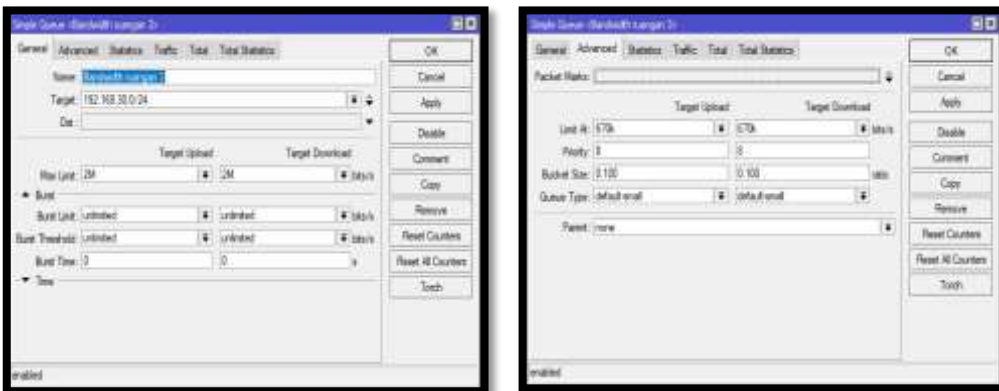 Simple Queue <Bandwidth ruangan 3>
General Advanced Statistics Traffic Total Total Statistics
Name: Bandwidth ruangan 3
Target: 192.168.30.0/24
Dst:
Target Upload Target Download
Max Limit: 2M 2M bits/s
Burst
Burst Limit: unlimited unlimited bits/s
Burst Threshold: unlimited unlimited bits/s
Burst Time: 0 0 s
Time
enabled
OK
Cancel
Apply
Disable
Comment
Copy
Remove
Reset Counters
Reset All Counters
Torch
Simple Queue <Bandwidth ruangan 3>
General Advanced Statistics Traffic Total Total Statistics
Packet Marks:
Target Upload Target Download
Limit At: 670k 670k bits/s
Priority: 8 8
Bucket Size: 0.100 0.100 ratio
Queue Type: default-small default-small
Parent: none
enabled
OK
Cancel
Apply
Disable
Comment
Copy
Remove
Reset Counters
Reset All Counters
Torch